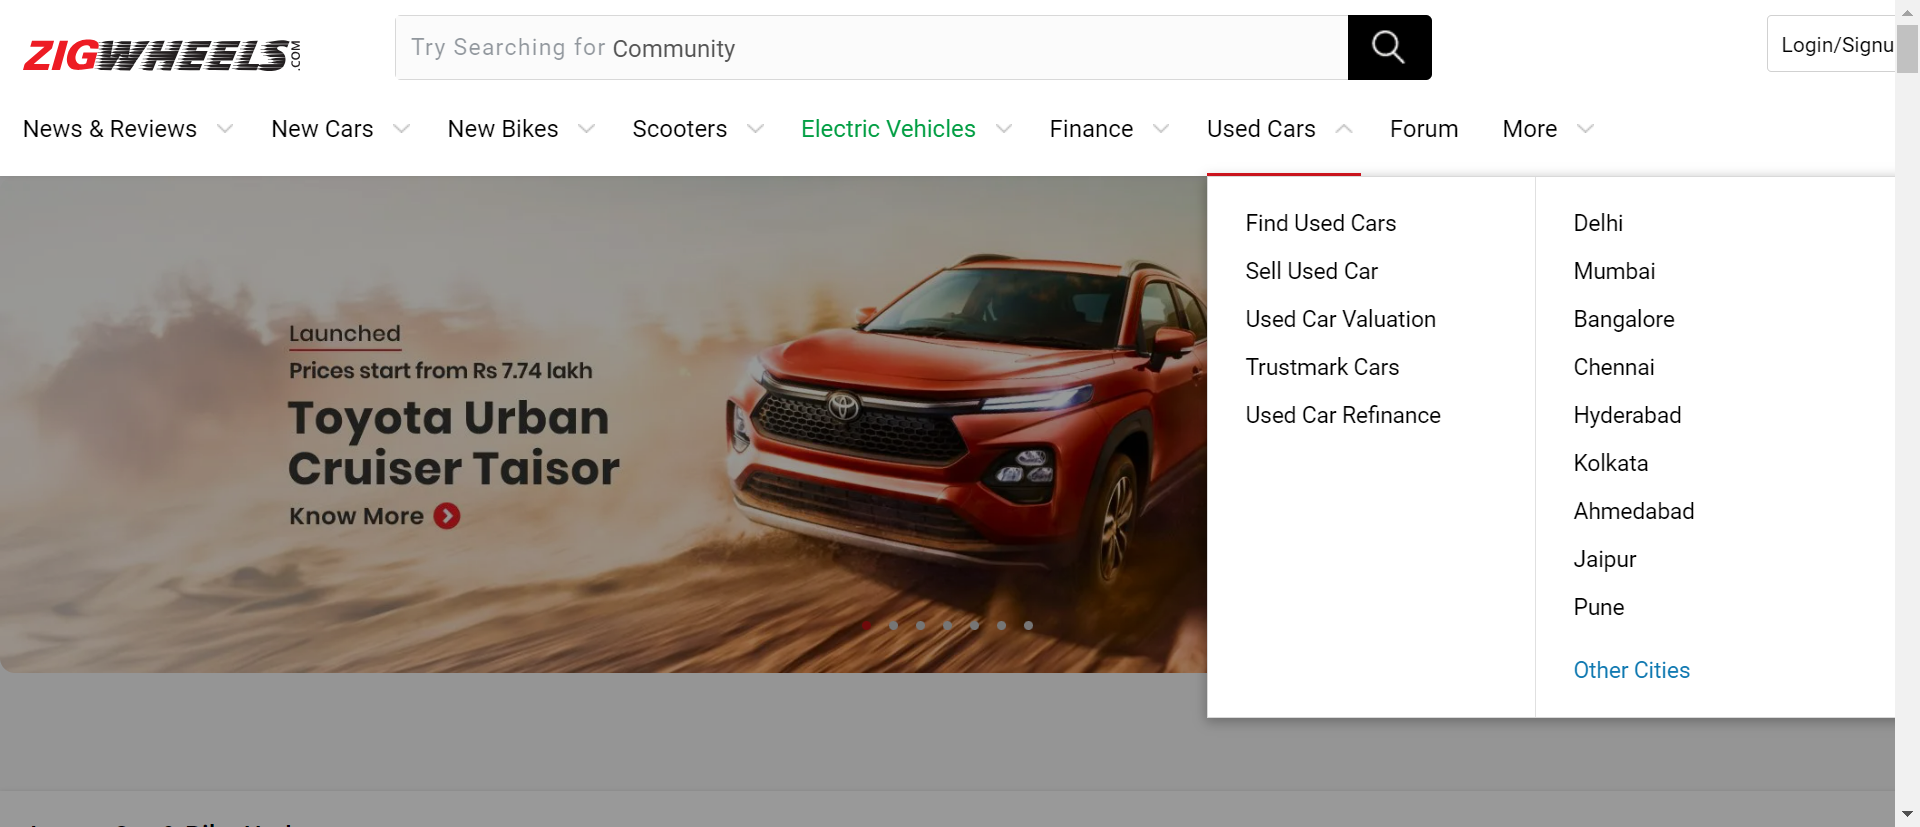 ZIGWHEELS.COM
Try Searching for Community
Login/Signu
News & Reviews
New Cars
New Bikes
Scooters
Electric Vehicles
Finance
Used Cars
Forum
More
Launched
Prices start from Rs 7.74 lakh
Toyota Urban
Cruiser Taisor
Know More
Find Used Cars
Sell Used Car
Used Car Valuation
Trustmark Cars
Used Car Refinance
Delhi
Mumbai
Bangalore
Chennai
Hyderabad
Kolkata
Ahmedabad
Jaipur
Pune
Other Cities